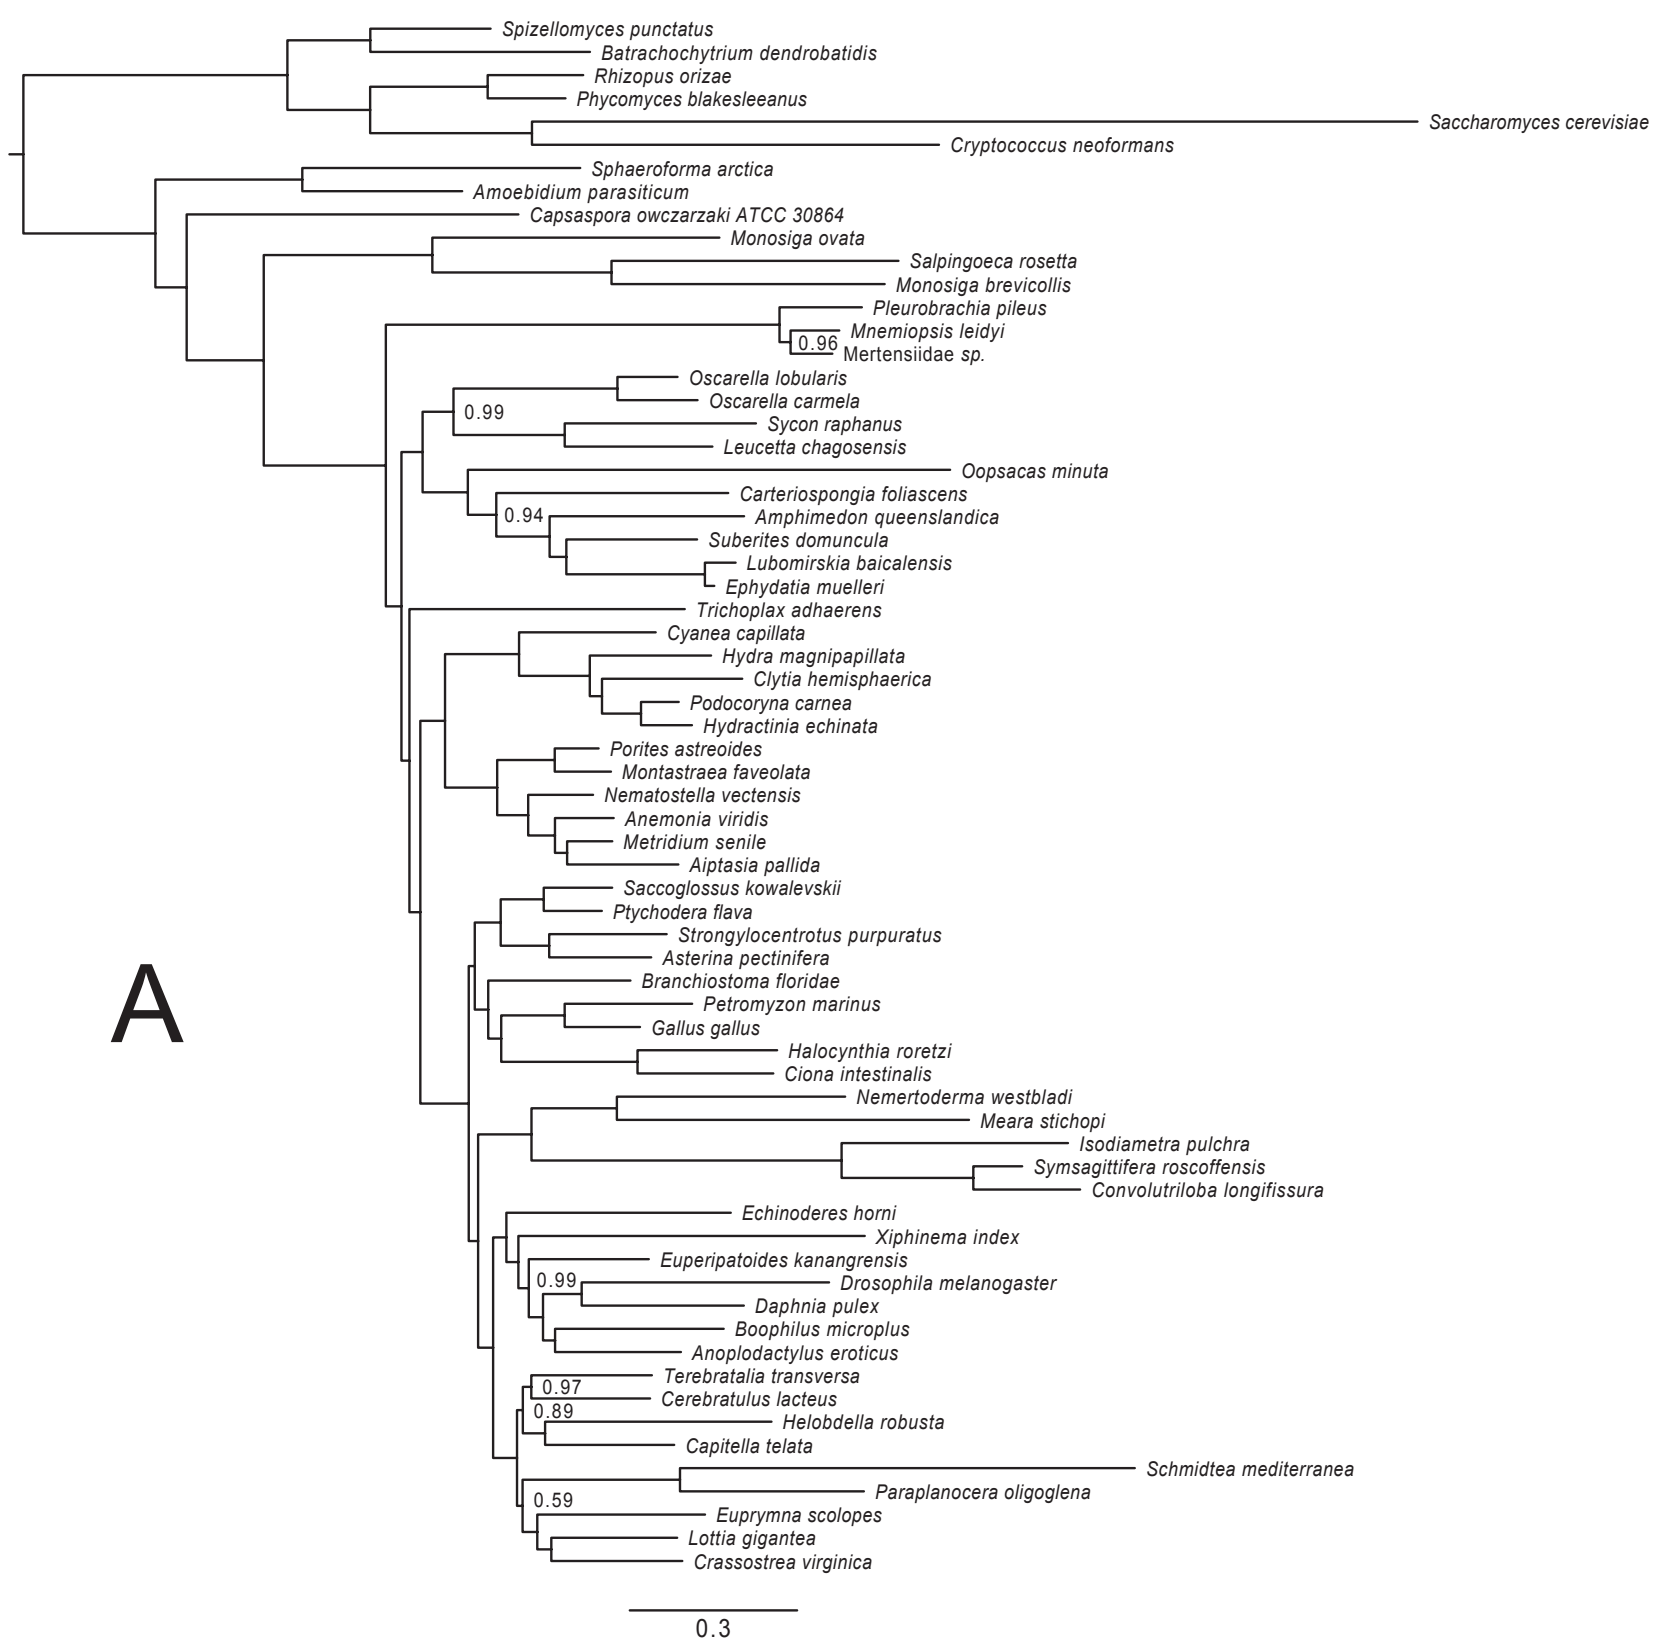 Spizellomyces punctatus
Batrachochytrium dendrobatidis
Rhizopus orizae
Phycomyces blakesleeanus
Saccharomyces cerevisiae
Cryptococcus neoformans
Sphaeroforma arctica
Amoebidium parasiticum
Capsaspora owczarzaki ATCC 30864
Monosiga ovata
Salpingoeca rosetta
Monosiga brevicollis
Pleurobrachia pileus
Mnemiopsis leidyi
0.96
Mertensiidae sp.
Oscarella lobularis
Oscarella carmela
0.99
Sycon raphanus
Leucetta chagosensis
Oopsacas minuta
Carteriospongia foliascens
0.94
Amphimedon queenslandica
Suberites domuncula
Lubomirskia baicalensis
Ephydatia muelleri
Trichoplax adhaerens
Cyanea capillata
Hydra magnipapillata
Clytia hemisphaerica
Podocoryna carnea
Hydractinia echinata
Porites astreoides
Montastraea faveolata
Nematostella vectensis
Anemonia viridis
Metridium senile
Aiptasia pallida
Saccoglossus kowalevskii
Ptychodera flava
Strongylocentrotus purpuratus
Asterina pectinifera
Branchiostoma floridae
A
Petromyzon marinus
Gallus gallus
Halocynthia roretzi
Ciona intestinalis
Nemertoderma westbladi
Meara stichopi
Isodiametra pulchra
Symsagittifera roscoffensis
Convolutriloba longifissura
Echinoderes horni
Xiphinema index
Euperipatoides kanangrensis
0.99
Drosophila melanogaster
Daphnia pulex
Boophilus microplus
Anoplodactylus eroticus
Terebratalia transversa
0.97
Cerebratulus lacteus
0.89
Helobdella robusta
Capitella telata
Schmidtea mediterranea
Paraplanocera oligoglena
0.59
Euprymna scolopes
Lottia gigantea
Crassostrea virginica
0.3